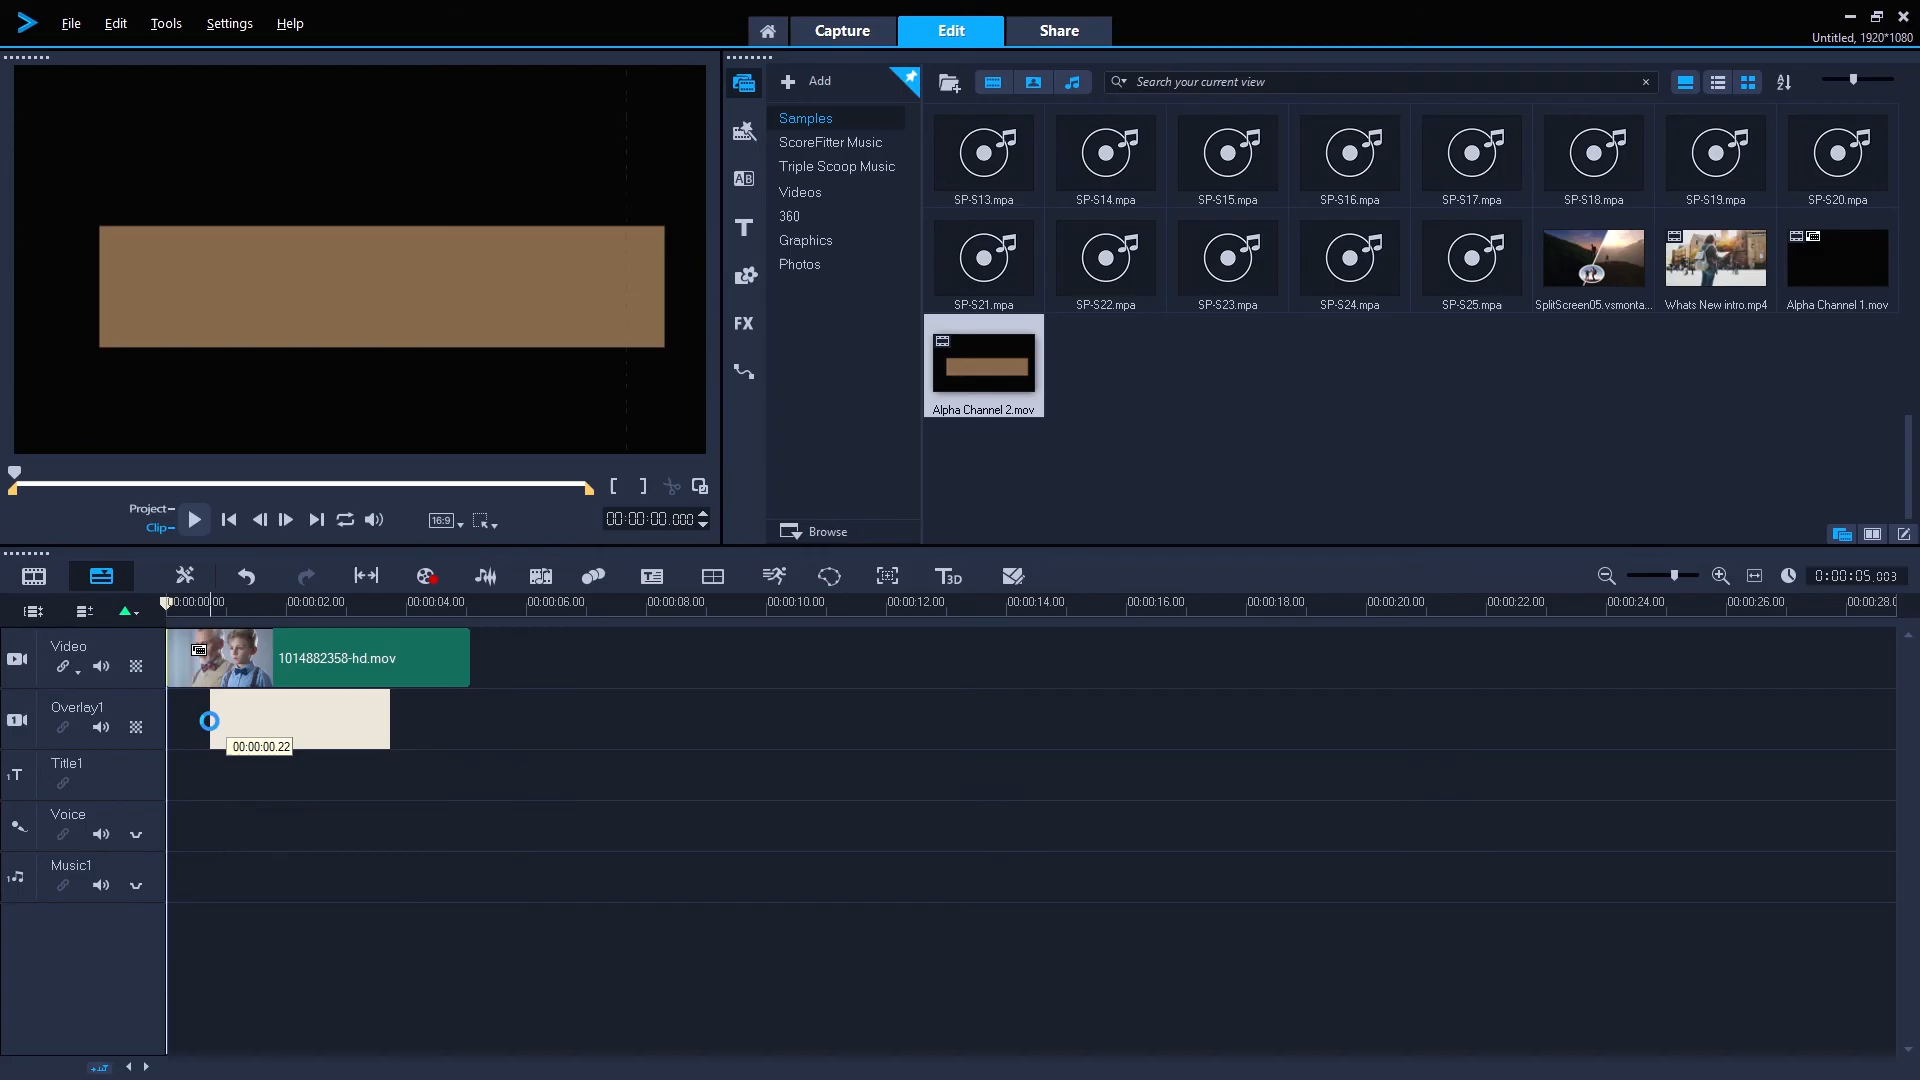 File Edit Tools Settings Help
Capture Edit Share
Untitled, 1920*1080
Add
Search your current view
Samples
ScoreFitter Music
Triple Scoop Music
Videos
360
Graphics
Photos
Browse
SP-S13.mpa SP-S14.mpa SP-S15.mpa SP-S16.mpa SP-S17.mpa SP-S18.mpa SP-S19.mpa SP-S20.mpa
SP-S21.mpa SP-S22.mpa SP-S23.mpa SP-S24.mpa SP-S25.mpa SplitScreen05.vsmonta... Whats New intro.mp4 Alpha Channel 1.mov
Alpha Channel 2.mov
AB
T
FX
Project
Clip
16:9
00:00:00.000
T3D
0:00:05.003
00:00:00.00 00:00:02.00 00:00:04.00 00:00:06.00 00:00:08.00 00:00:10.00 00:00:12.00 00:00:14.00 00:00:16.00 00:00:18.00 00:00:20.00 00:00:22.00 00:00:24.00 00:00:26.00 00:00:28.0
Video
1014882358-hd.mov
Overlay1
00:00:00.22
Title1
Voice
Music1